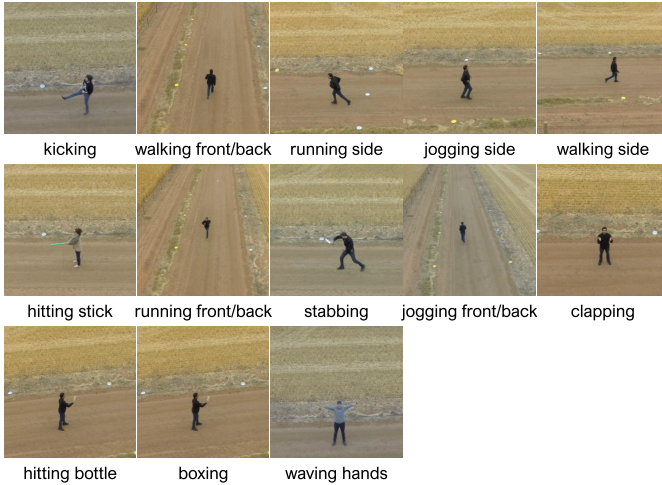 kicking
walking front/back
running side
jogging side
walking side
hitting stick
running front/back
stabbing
jogging front/back
clapping
hitting bottle
boxing
waving hands